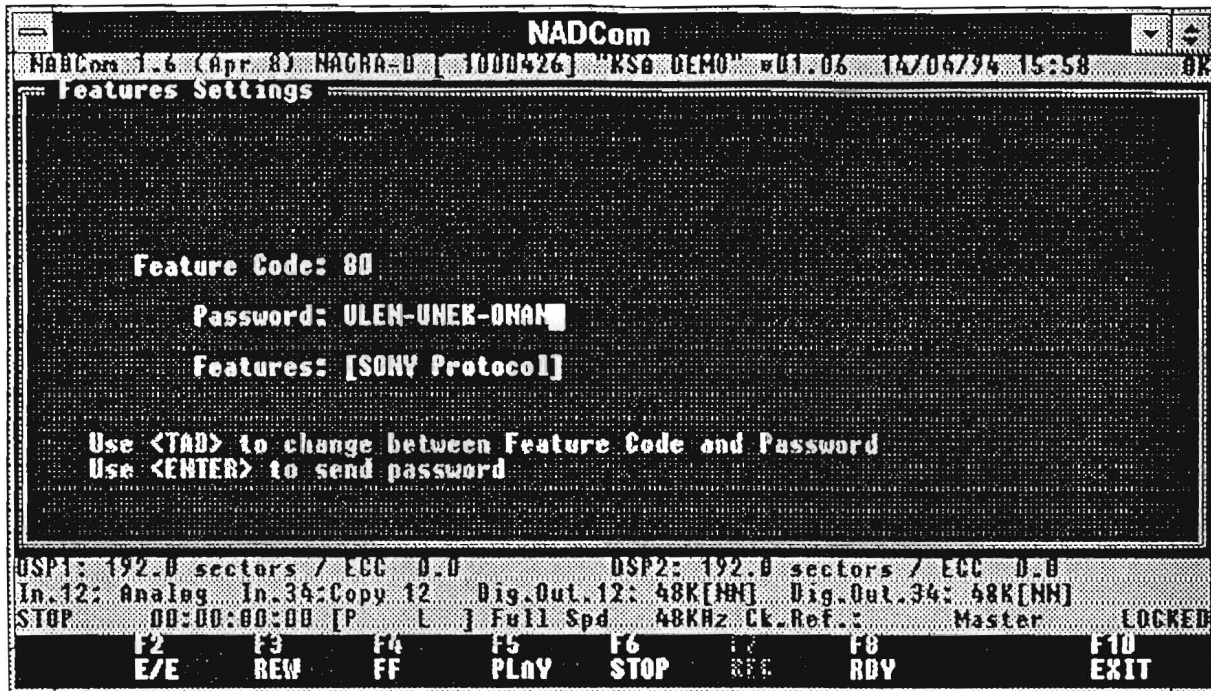 NADCom
NADCom 1.6 (Apr 8) NAGRA-D [ 1000426] "KSA DEMO" v01.06 14/04/94 15:58 OK
Features Settings
Feature Code: 80
Password: ULEN-UNEK-ONAN
Features: [SONY Protocol]
Use <TAB> to change between Feature Code and Password
Use <ENTER> to send password
DSP1: 192.0 sectors / ECC 0.0 DSP2: 192.0 sectors / ECC 0.0
In.12: Analog In.34:Copy 12 Dig.Out.12: 48K[NN] Dig.Out.34: 48K[NN]
STOP 00:00:00:00 [P L ] Full Spd 48KHz Ck.Ref.: Master LOCKED
F2 F3 F4 F5 F6 F7 F8 F10
E/E REW FF PLAY STOP REC RDY EXIT